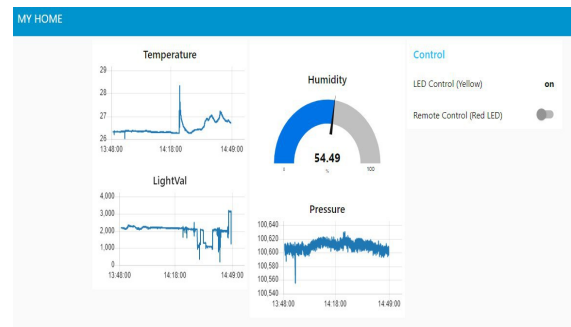 MY HOME
Temperature
29
28
27
26
13:48:00 14:18:00 14:49:00
LightVal
4,000
3,000
2,000
1,000
0
13:48:00 14:18:00 14:49:00
Humidity
54.49
%
0 100
Pressure
100,640
100,620
100,600
100,580
100,560
100,540
13:48:00 14:18:00 14:49:00
Control
LED Control (Yellow) on
Remote Control (Red LED)